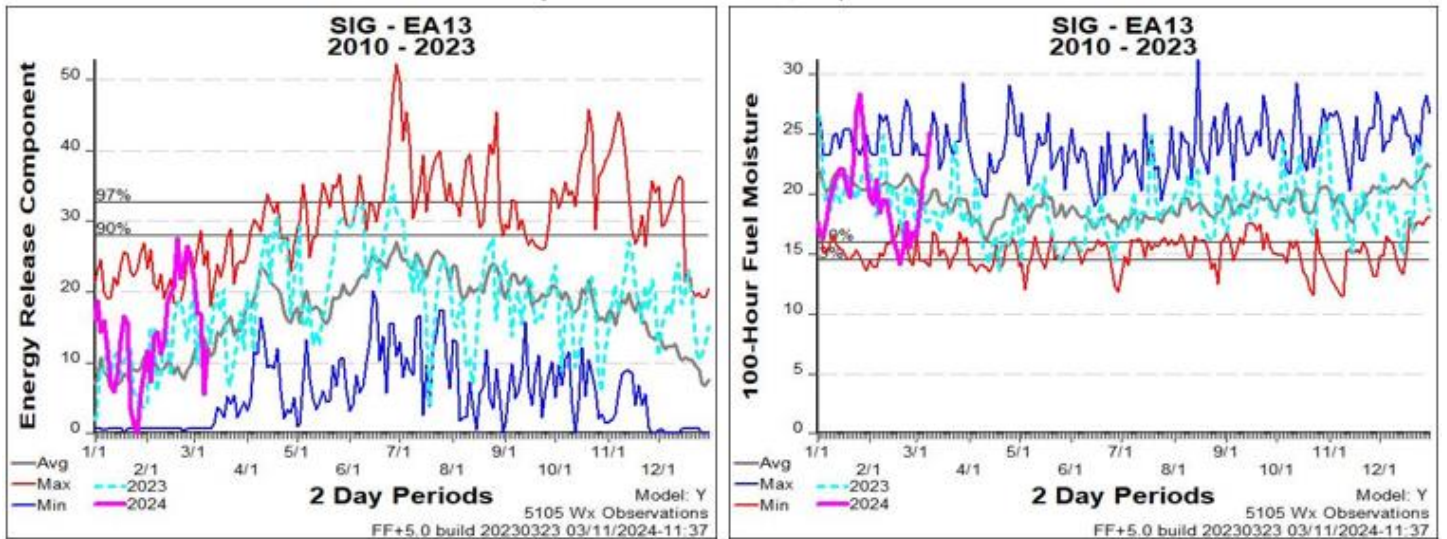 SIG - EA13
2010 - 2023
Energy Release Component
50
40
97%
30
90%
20
10
0
1/1 3/1 5/1 7/1 9/1 11/1
2/1 4/1 6/1 8/1 10/1 12/1
Avg
Max 2023
Min 2024
2 Day Periods
Model: Y
5105 Wx Observations
FF+5.0 build 20230323 03/11/2024-11:37
SIG - EA13
2010 - 2023
100-Hour Fuel Moisture
30
25
20
15
10
5
0
1/1 3/1 5/1 7/1 9/1 11/1
2/1 4/1 6/1 8/1 10/1 12/1
Avg
Max 2023
Min 2024
2 Day Periods
Model: Y
5105 Wx Observations
FF+5.0 build 20230323 03/11/2024-11:37